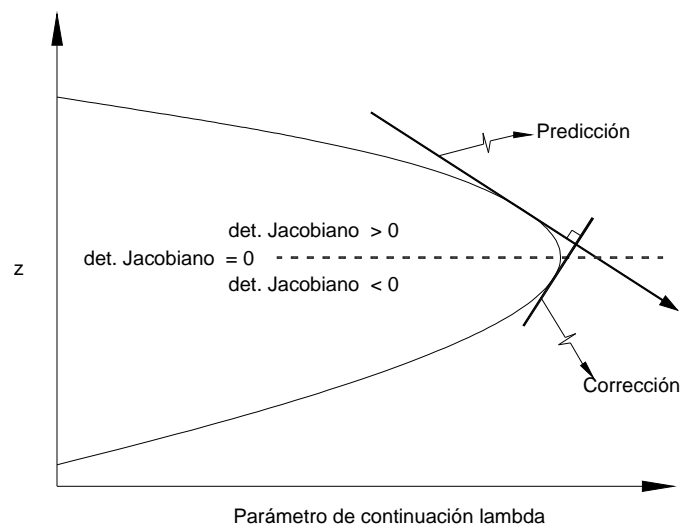 Predicción
det. Jacobiano > 0
det. Jacobiano = 0
z
det. Jacobiano < 0
Corrección
Parámetro de continuación lambda